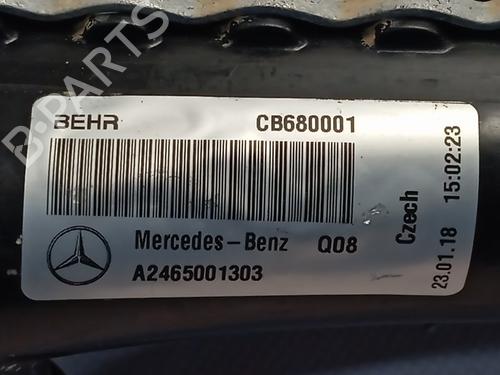 BEHR CB680001
Mercedes-Benz Q08
A2465001303
Czech
23.01.18 15:02:23
B-PARTS